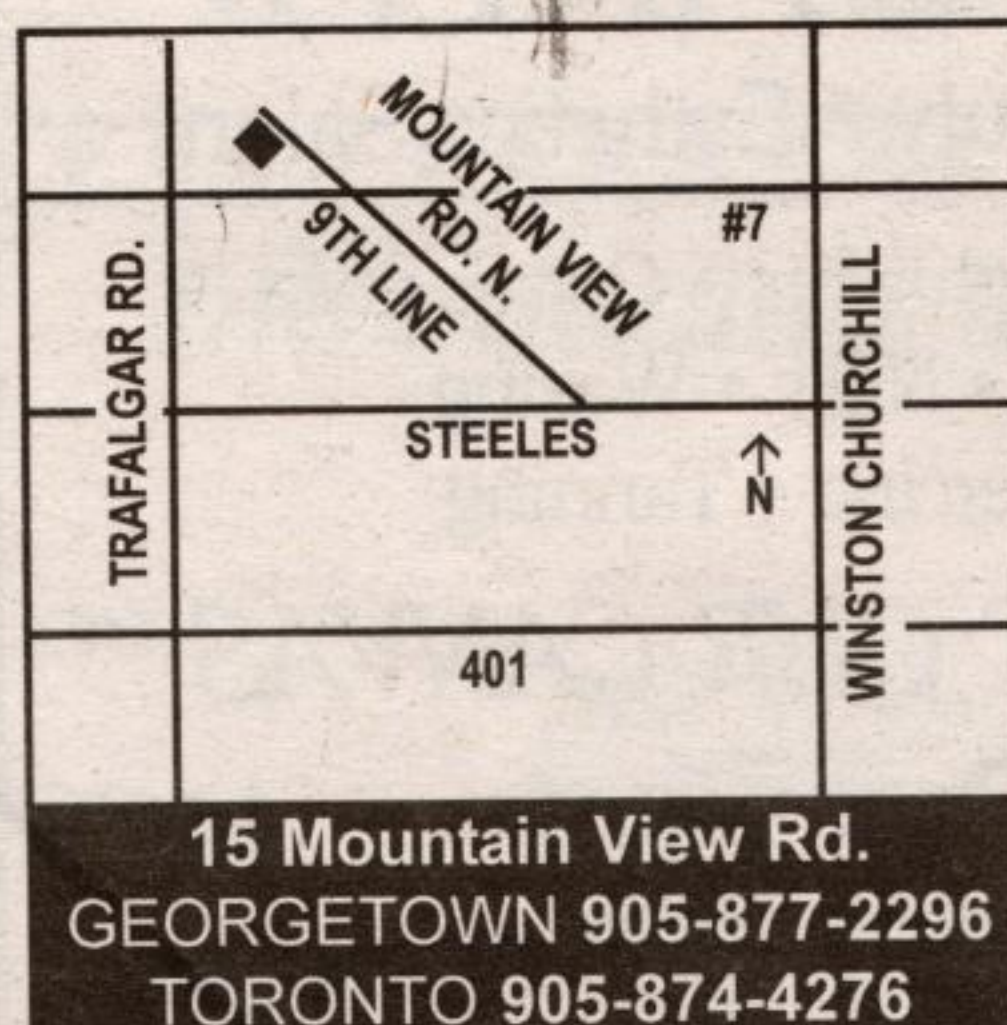 MOUNTAIN VIEW
RD. N.
9TH LINE
#7
TRAFALGAR RD.
WINSTON CHURCHILL
STEELES
N
401
15 Mountain View Rd.
GEORGETOWN 905-877-2296
TORONTO 905-874-4276